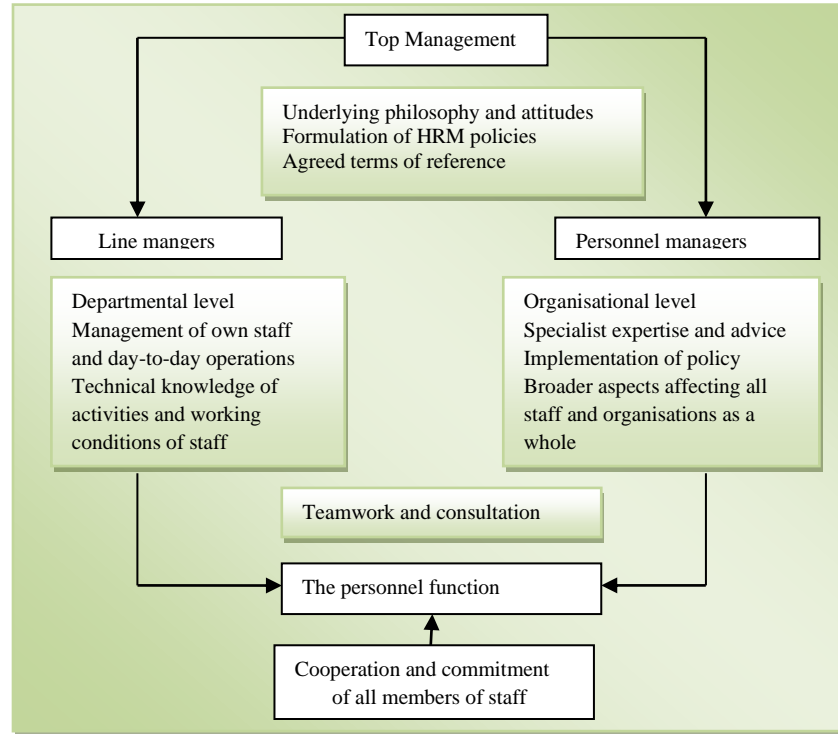 Top Management
Underlying philosophy and attitudes
Formulation of HRM policies
Agreed terms of reference
Line mangers
Personnel managers
Departmental level
Management of own staff
and day-to-day operations
Technical knowledge of
activities and working
conditions of staff
Organisational level
Specialist expertise and advice
Implementation of policy
Broader aspects affecting all
staff and organisations as a
whole
Teamwork and consultation
The personnel function
Cooperation and commitment
of all members of staff